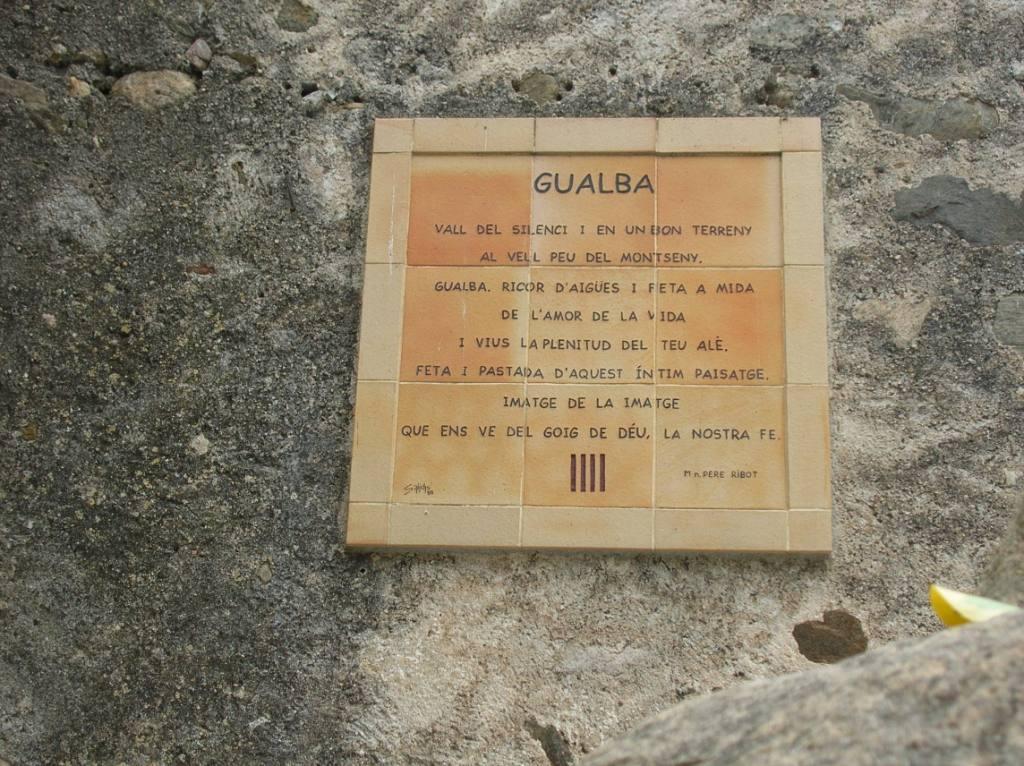 GUALBA
VALL DEL SILENCI I EN UN BON TERRENY
AL VELL PEU DEL MONTSENY.
GUALBA. RICOR D'AIGÜES I FETA A MIDA
DE L'AMOR DE LA VIDA
I VIUS LA PLENITUD DEL TEU ALÈ.
FETA I PASTADA D'AQUEST ÍNTIM PAISATGE.
IMATGE DE LA IMATGE
QUE ENS VE DEL GOIG DE DÉU, LA NOSTRA FE.
Mn. PERE RIBOT